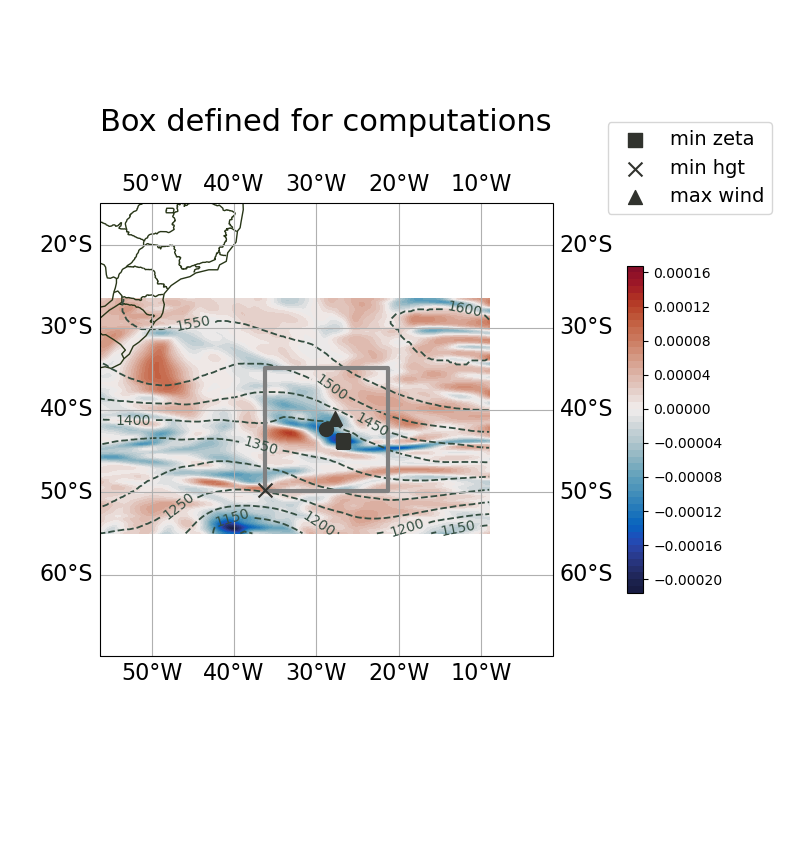 Box defined for computations
min zeta
min hgt
max wind
50°W 40°W 30°W 20°W 10°W
20°S 20°S
30°S 30°S
40°S 40°S
50°S 50°S
60°S 60°S
50°W 40°W 30°W 20°W 10°W
1600
1550
1500
1450
1400
1350
1250
1150
1200
1200
1150
0.00016
0.00012
0.00008
0.00004
0.00000
−0.00004
−0.00008
−0.00012
−0.00016
−0.00020